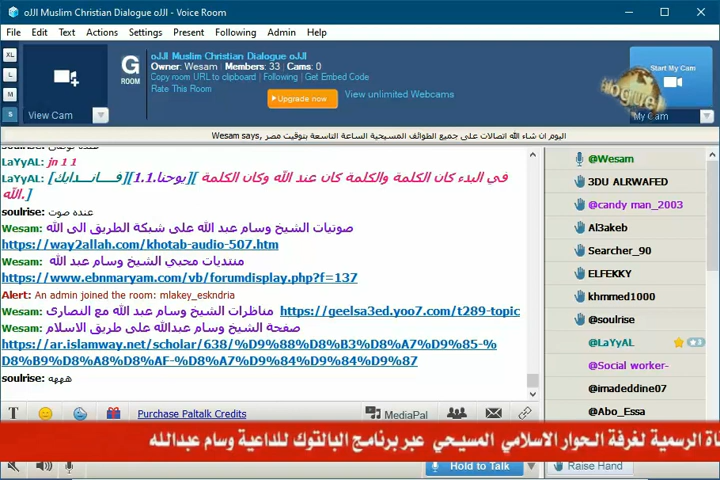 oJJI Muslim Christian Dialogue oJJI - Voice Room
File Edit Text Actions Settings Present Following Admin Help
XL
L
M
S
View Cam
G
ROOM
oJJI Muslim Christian Dialogue oJJI
Owner: Wesam | Members: 33 | Cams: 0
Copy room URL to clipboard | Following | Get Embed Code
Rate This Room
Upgrade now
View unlimited Webcams
Start My Cam
My Cam
Wesam says, اليوم ان شاء الله اتصالات على جميع الطوائف المسيحية الساعة التاسعة بتوقيت مصر
LaYyAL: jn 1 1
LaYyAL: [فـــانـــدايك][يوحنا.1.1][ في البدء كان الكلمة والكلمة كان عند الله وكان الكلمة
الله.]
soulrise: عنده صوت
Wesam: صوتيات الشيخ وسام عبد الله على شبكة الطريق الى الله
https://way2allah.com/khotab-audio-507.htm
Wesam: منتديات محبي الشيخ وسام عبد الله
https://www.ebnmaryam.com/vb/forumdisplay.php?f=137
Alert: An admin joined the room: mlakey_eskndria
Wesam: مناظرات الشيخ وسام عبد الله مع النصارى https://geelsa3ed.yoo7.com/t289-topic
Wesam: صفحة الشيخ وسام عبدالله على طريق الاسلام
https://ar.islamway.net/scholar/638/%D9%88%D8%B3%D8%A7%D9%85-%
D8%B9%D8%A8%D8%AF-%D8%A7%D9%84%D9%84%D9%87
soulrise: هههه
@Wesam
3DU ALRWAFED
@candy man_2003
Al3akeb
Searcher_90
ELFEKKY
khmmed1000
@soulrise
@LaYyAL 3
@Social worker-
@imadeddine07
@Abo_Essa
Purchase Paltalk Credits
MediaPal
ناة الرسمية لغرفة الحوار الاسلامي المسيحي عبر برنامج البالتوك للداعية وسام عبدالله
Hold to Talk
Raise Hand